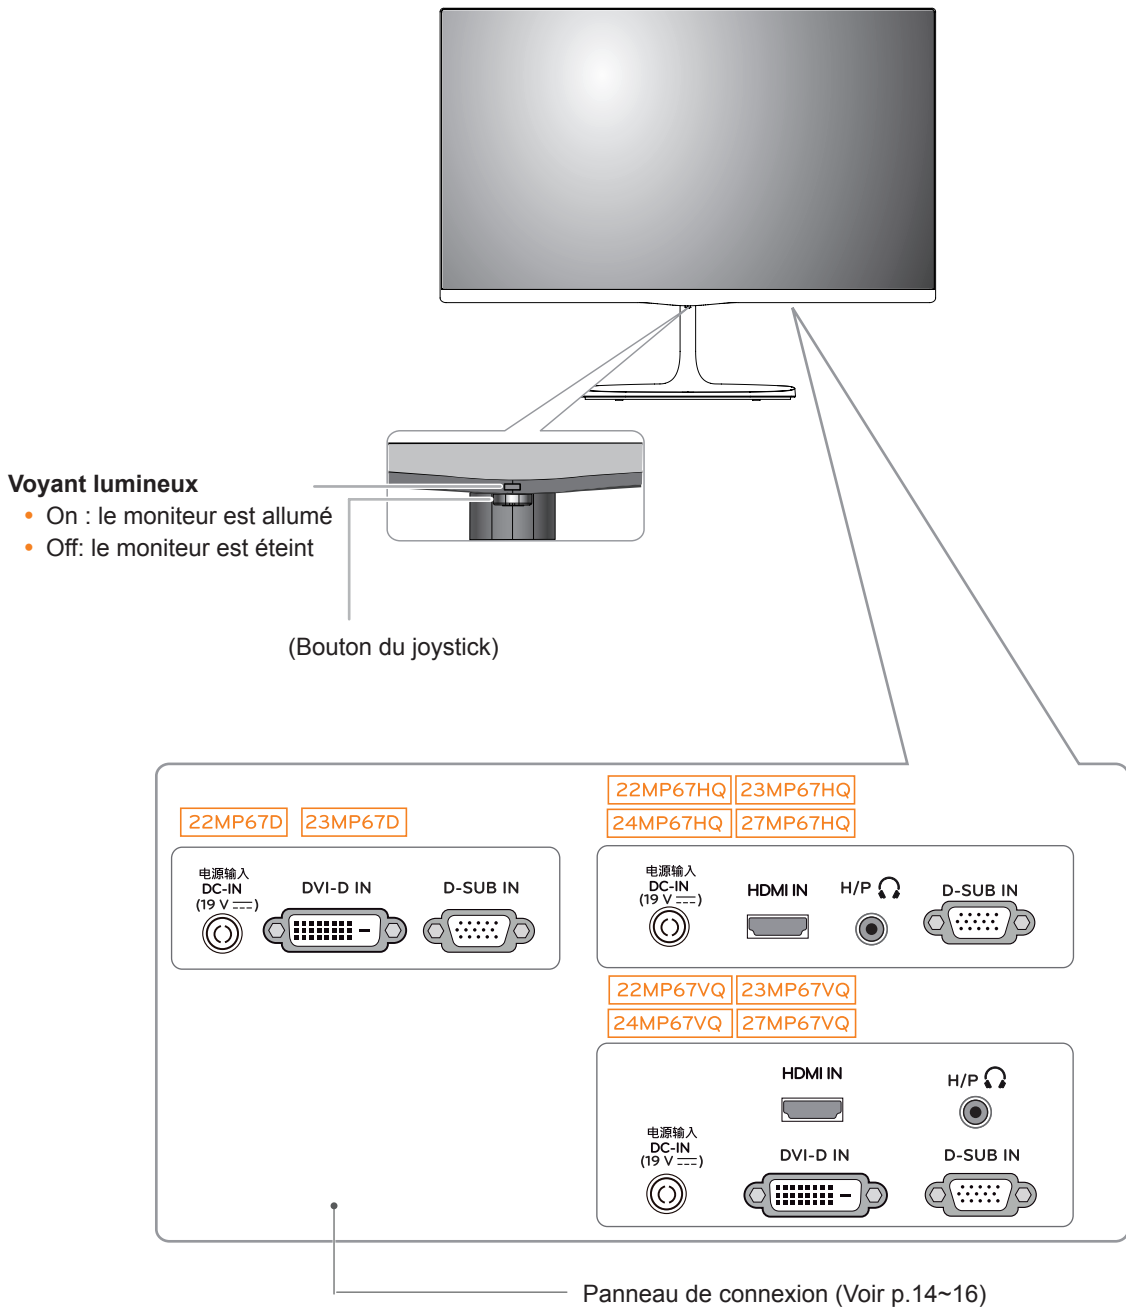 Voyant lumineux
• On : le moniteur est allumé
• Off: le moniteur est éteint
(Bouton du joystick)
22MP67D 23MP67D
电源输入
DC-IN
(19 V ⎓)
DVI-D IN
D-SUB IN
22MP67HQ 23MP67HQ
24MP67HQ 27MP67HQ
电源输入
DC-IN
(19 V ⎓)
HDMI IN
H/P
D-SUB IN
22MP67VQ 23MP67VQ
24MP67VQ 27MP67VQ
HDMI IN
H/P
电源输入
DC-IN
(19 V ⎓)
DVI-D IN
D-SUB IN
Panneau de connexion (Voir p.14~16)